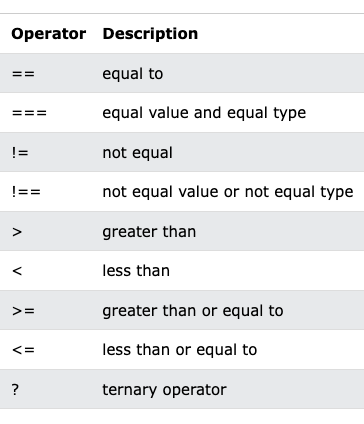 Operator Description
== equal to
=== equal value and equal type
!= not equal
!== not equal value or not equal type
> greater than
< less than
>= greater than or equal to
<= less than or equal to
? ternary operator